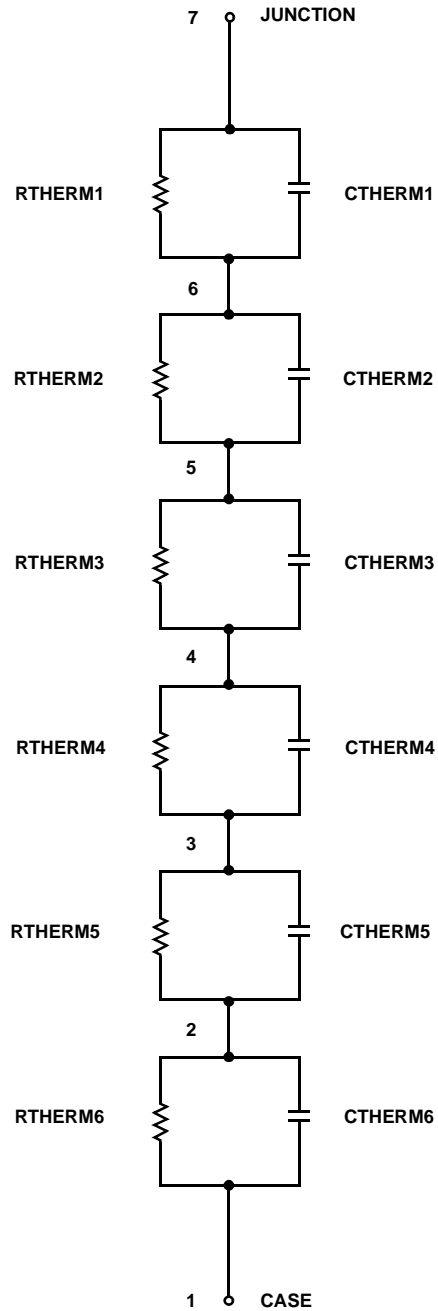 7 JUNCTION
RTHERM1 CTHERM1
6
RTHERM2 CTHERM2
5
RTHERM3 CTHERM3
4
RTHERM4 CTHERM4
3
RTHERM5 CTHERM5
2
RTHERM6 CTHERM6
1 CASE